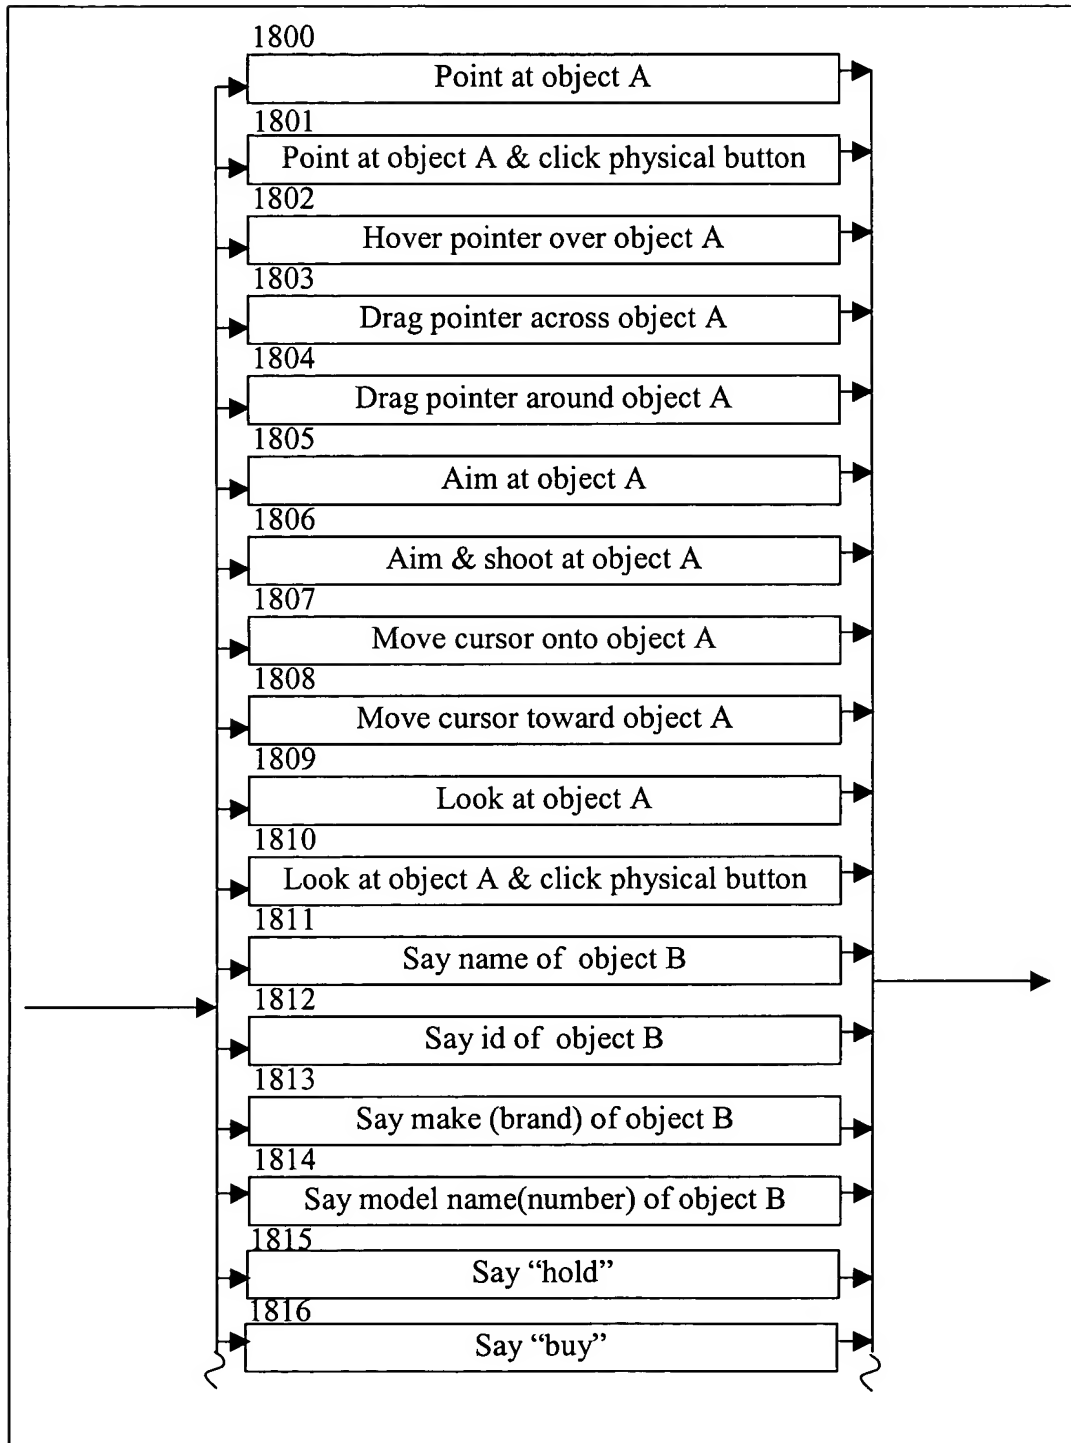 1800
Point at object A
1801
Point at object A & click physical button
1802
Hover pointer over object A
1803
Drag pointer across object A
1804
Drag pointer around object A
1805
Aim at object A
1806
Aim & shoot at object A
1807
Move cursor onto object A
1808
Move cursor toward object A
1809
Look at object A
1810
Look at object A & click physical button
1811
Say name of object B
1812
Say id of object B
1813
Say make (brand) of object B
1814
Say model name(number) of object B
1815
Say “hold”
1816
Say “buy”